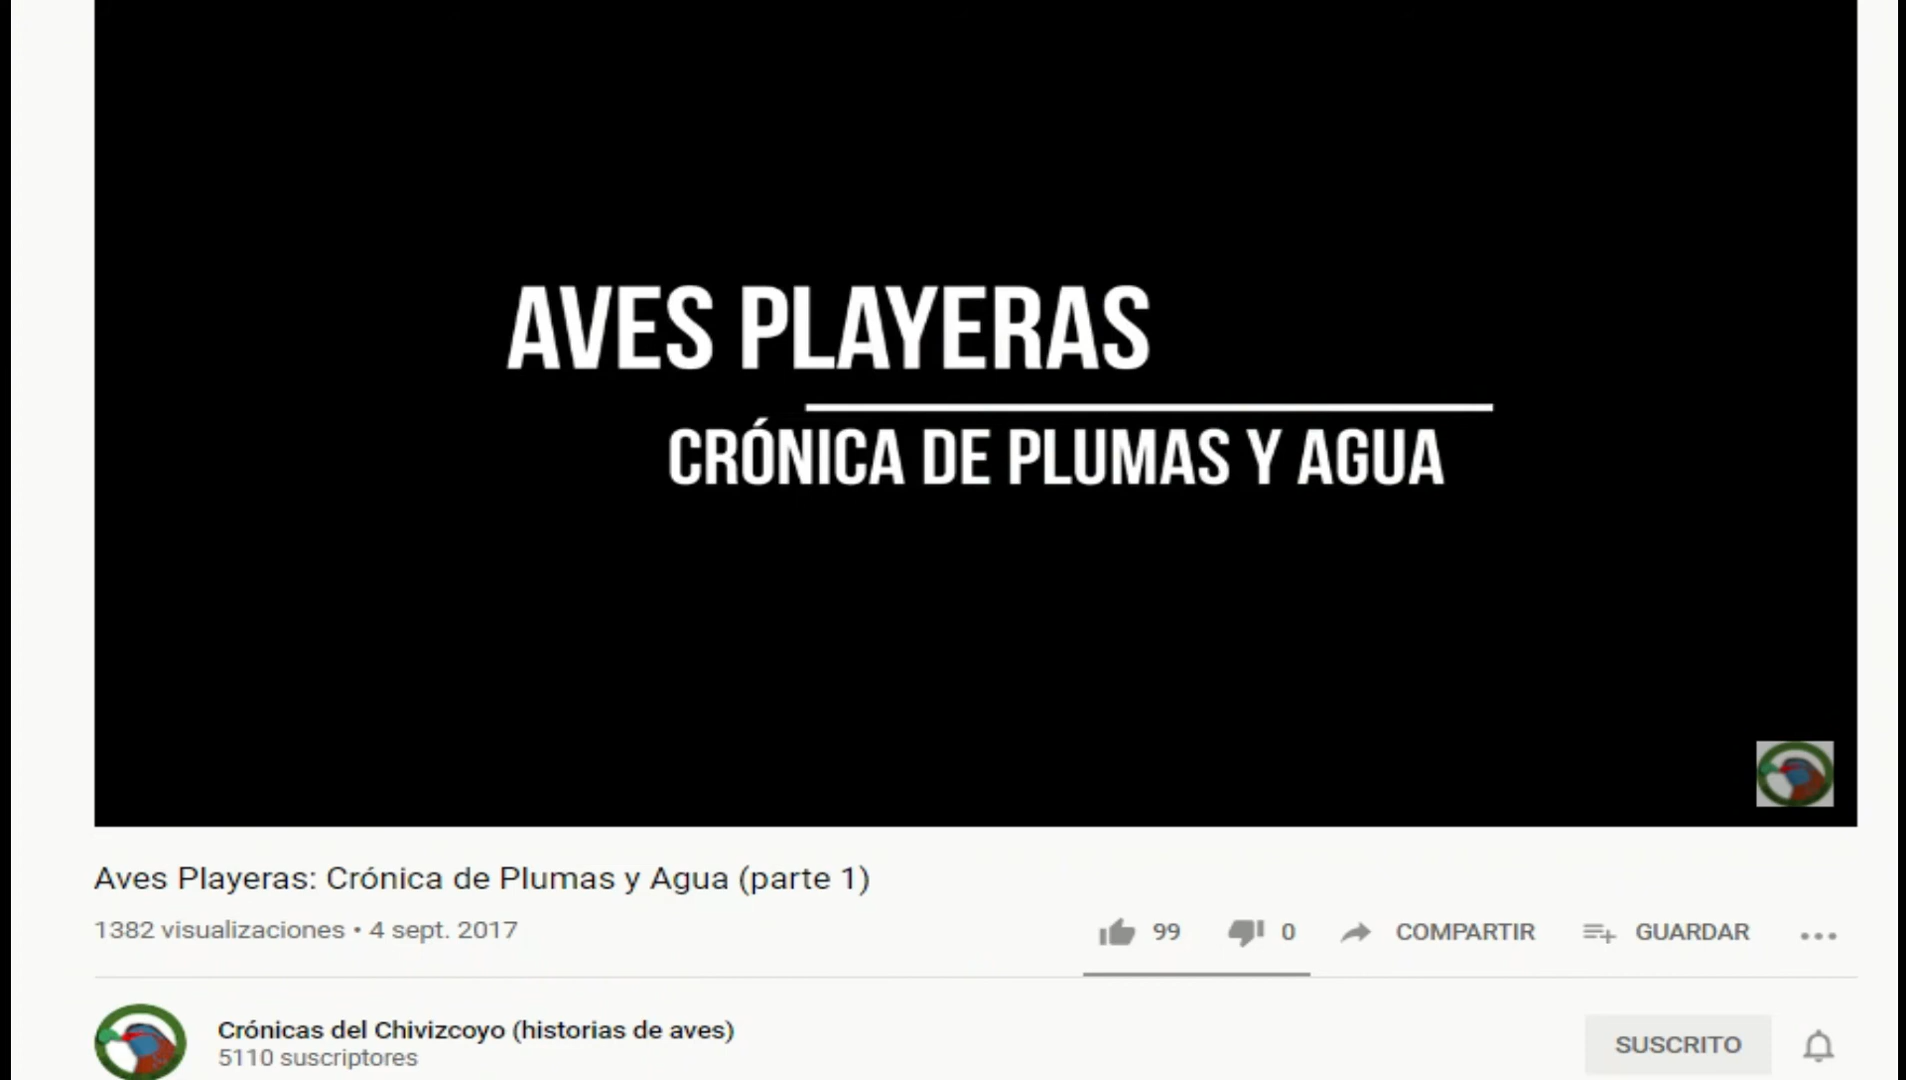 AVES PLAYERAS
CRÓNICA DE PLUMAS Y AGUA
Aves Playeras: Crónica de Plumas y Agua (parte 1)
1382 visualizaciones • 4 sept. 2017
99 0 COMPARTIR GUARDAR
Crónicas del Chivizcoyo (historias de aves)
5110 suscriptores
SUSCRITO